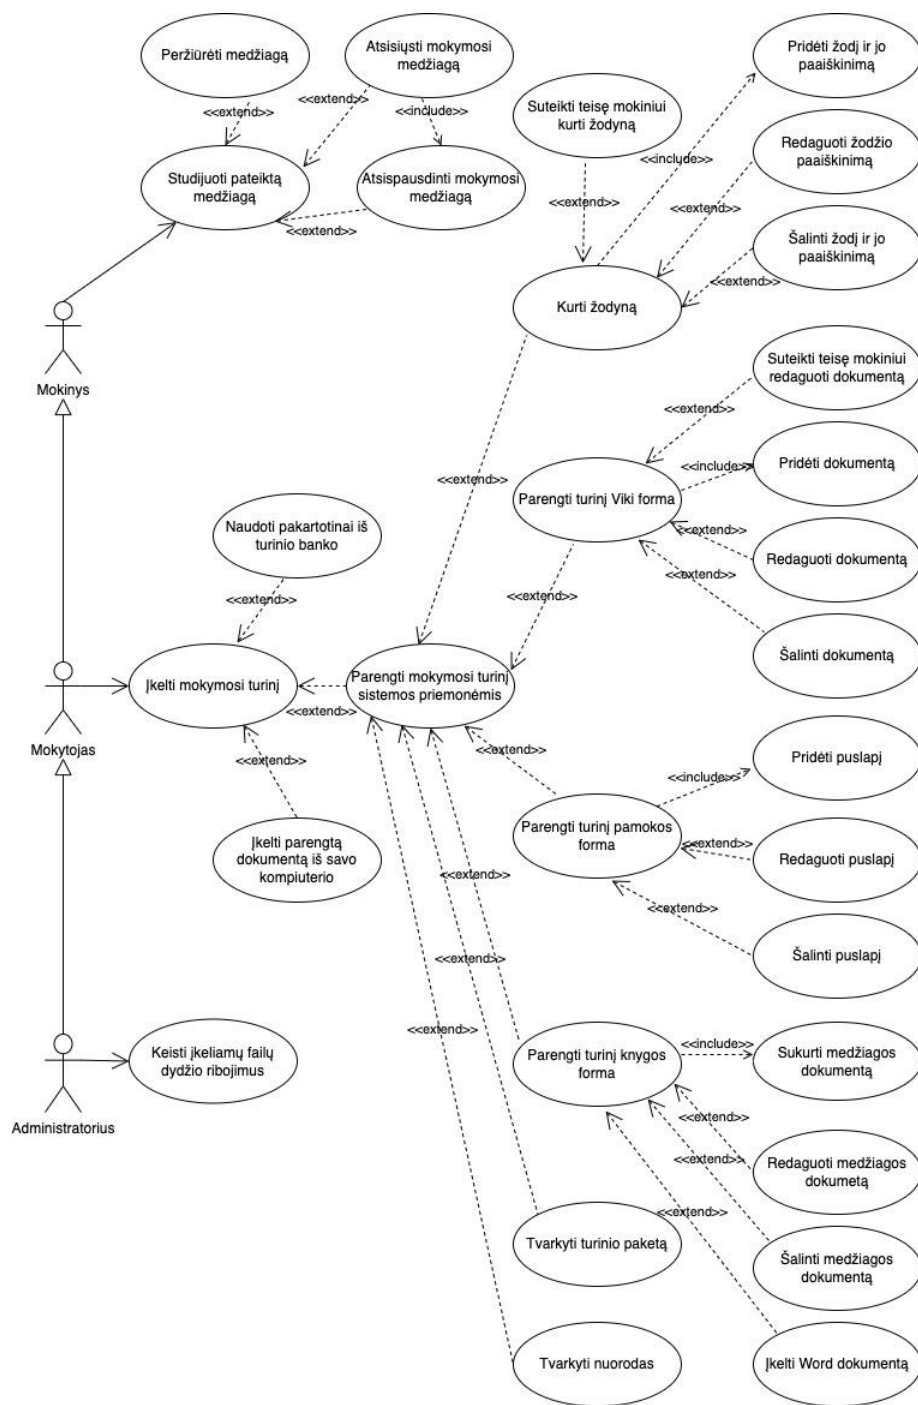 Peržiūrėti medžiagą
Atsisiųsti mokymosi
medžiagą
Pridėti žodį ir jo
paaiškinimą
<<extend>>
<<extend>>
<<include>>
Suteikti teisę mokiniui
kurti žodyną
Redaguoti žodžio
paaiškinimą
<<include>>
Studijuoti pateiktą
medžiagą
Atsispausdinti mokymosi
medžiagą
<<extend>>
<<extend>>
<<extend>>
Šalinti žodį ir jo
paaiškinimą
<<extend>>
Kurti žodyną
Mokinys
Suteikti teisę mokiniui
redaguoti dokumentą
<<extend>>
<<include>>
Pridėti dokumentą
<<extend>>
Parengti turinį Viki forma
Naudoti pakartotinai iš
turinio banko
<<extend>>
Redaguoti dokumentą
<<extend>>
<<extend>>
<<extend>>
Šalinti dokumentą
Įkelti mokymosi turinį
Parengti mokymosi turinį
sistemos priemonėmis
<<extend>>
Mokytojas
<<extend>>
<<extend>>
Pridėti puslapį
<<include>>
Parengti turinį pamokos
forma
<<extend>>
Redaguoti puslapį
Įkelti parengtą
dokumentą iš savo
kompiuterio
<<extend>>
<<extend>>
Šalinti puslapį
<<extend>>
<<extend>>
Keisti įkeliamų failų
dydžio ribojimus
Parengti turinį knygos
forma
<<include>>
Sukurti medžiagos
dokumentą
Administratorius
<<extend>>
<<extend>>
Redaguoti medžiagos
dokumetą
<<extend>>
Tvarkyti turinio paketą
Šalinti medžiagos
dokumentą
Tvarkyti nuorodas
Įkelti Word dokumentą